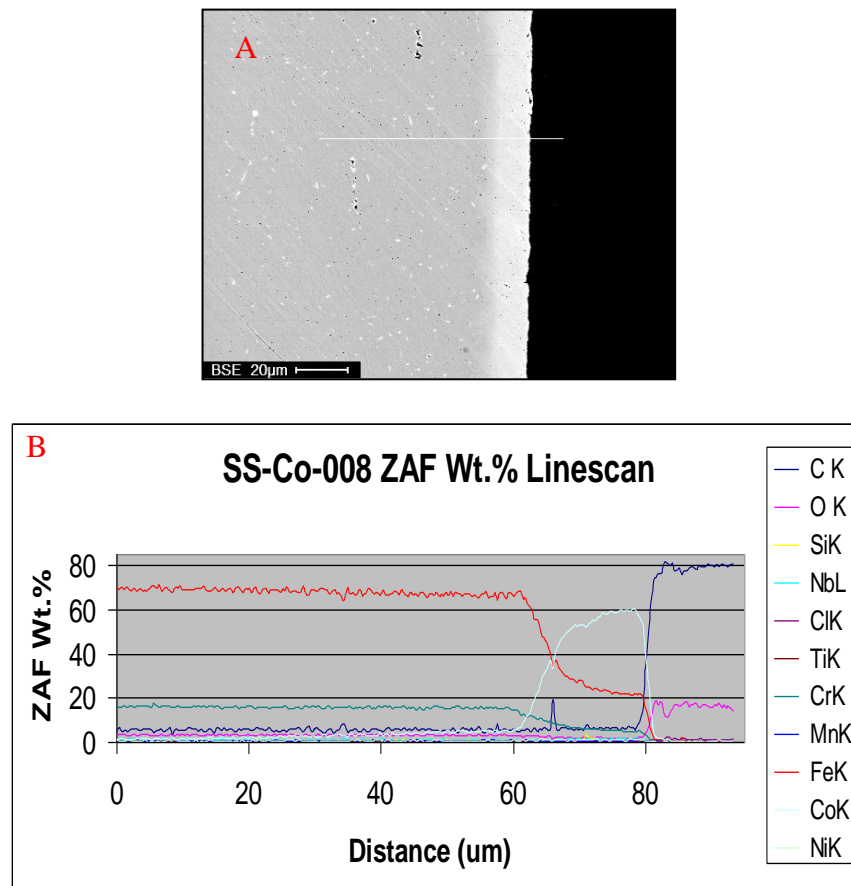 A
BSE 20µm
B
SS-Co-008 ZAF Wt.% Linescan
ZAF Wt.%
80
60
40
20
0
0 20 40 60 80
Distance (um)
C K
O K
SiK
NbL
ClK
TiK
CrK
MnK
FeK
CoK
NiK